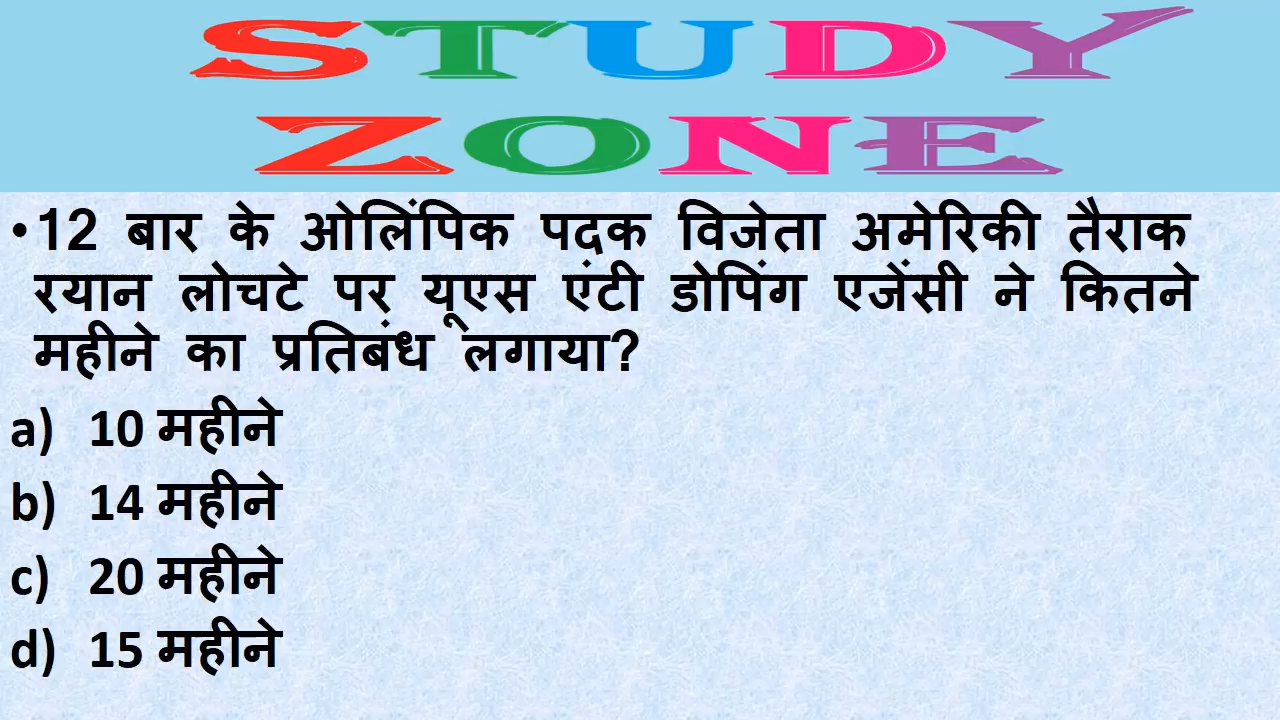 STUDY
ZONE
•12 बार के ओलिंपिक पदक विजेता अमेरिकी तैराक
रयान लोचटे पर यूएस एंटी डोपिंग एजेंसी ने कितने
महीने का प्रतिबंध लगाया?
a) 10 महीने
b) 14 महीने
c) 20 महीने
d) 15 महीने